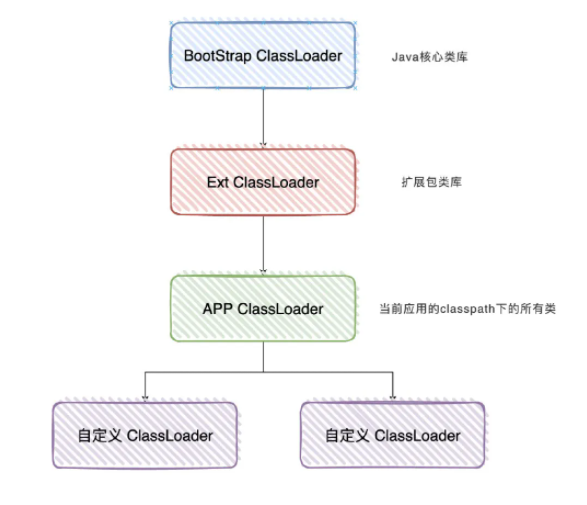 BootStrap ClassLoader
Java核心类库
Ext ClassLoader
扩展包类库
APP ClassLoader
当前应用的classpath下的所有类
自定义 ClassLoader
自定义 ClassLoader